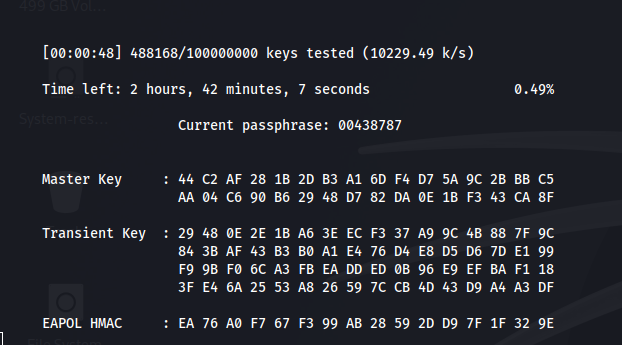 499 GB Vol...
[00:00:48] 488168/100000000 keys tested (10229.49 k/s)
Time left: 2 hours, 42 minutes, 7 seconds 0.49%
System-res...
Current passphrase: 00438787
Master Key : 44 C2 AF 28 1B 2D B3 A1 6D F4 D7 5A 9C 2B BB C5
AA 04 C6 90 B6 29 48 D7 82 DA 0E 1B F3 43 CA 8F
Transient Key : 29 48 0E 2E 1B A6 3E EC F3 37 A9 9C 4B 88 7F 9C
84 3B AF 43 B3 B0 A1 E4 76 D4 E8 D5 D6 7D E1 99
F9 9B F0 6C A3 FB EA DD ED 0B 96 E9 EF BA F1 18
3F E4 6A 25 53 A8 26 59 7C CB 4D 43 D9 A4 A3 DF
EAPOL HMAC : EA 76 A0 F7 67 F3 99 AB 28 59 2D D9 7F 1F 32 9E